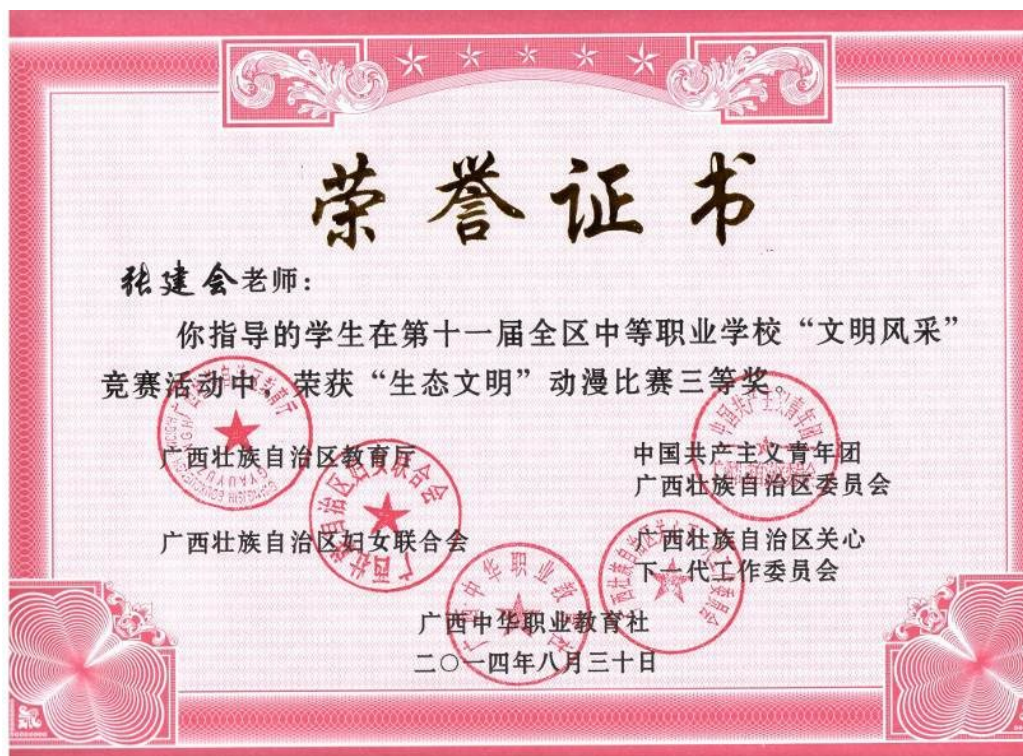 荣誉证书
张建会老师：
你指导的学生在第十一届全区中等职业学校“文明风采”
竞赛活动中，荣获“生态文明”动漫比赛三等奖。
广西壮族自治区教育厅
中国共产主义青年团
广西壮族自治区委员会
广西壮族自治区妇女联合会
广西壮族自治区关心
下一代工作委员会
广西中华职业教育社
二〇一四年八月三十日